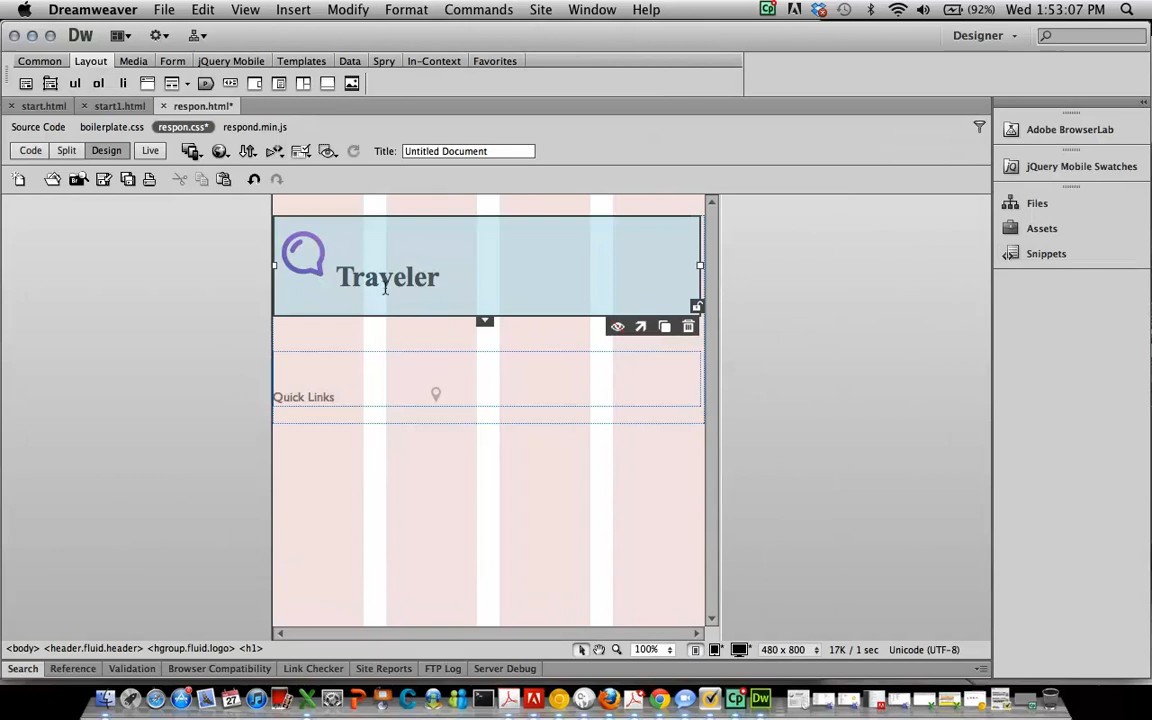 Dreamweaver File Edit View Insert Modify Format Commands Site Window Help (92%) Wed 1:53:07 PM
Dw Designer
Common Layout Media Form jQuery Mobile Templates Data Spry In-Context Favorites
ul ol li
start.html start1.html respon.html*
Source Code boilerplate.css respon.css* respond.min.js
Code Split Design Live Title: Untitled Document
Adobe BrowserLab
jQuery Mobile Swatches
Files
Assets
Snippets
Traveler
Quick Links
<body> <header.fluid.header> <hgroup.fluid.logo> <h1> 100% 480 x 800 17K / 1 sec Unicode (UTF-8)
Search Reference Validation Browser Compatibility Link Checker Site Reports FTP Log Server Debug